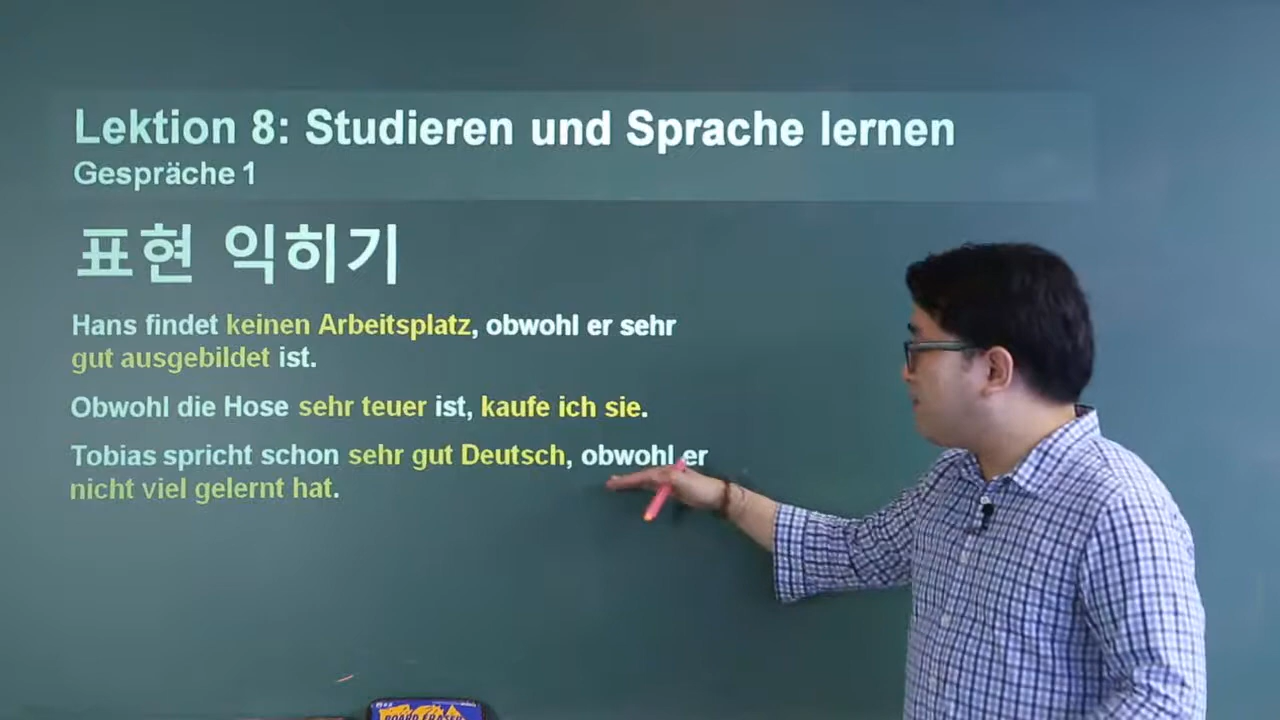 Lektion 8: Studieren und Sprache lernen
Gespräche 1
표현 익히기
Hans findet keinen Arbeitsplatz, obwohl er sehr
gut ausgebildet ist.
Obwohl die Hose sehr teuer ist, kaufe ich sie.
Tobias spricht schon sehr gut Deutsch, obwohl er
nicht viel gelernt hat.
BOARD ERASER